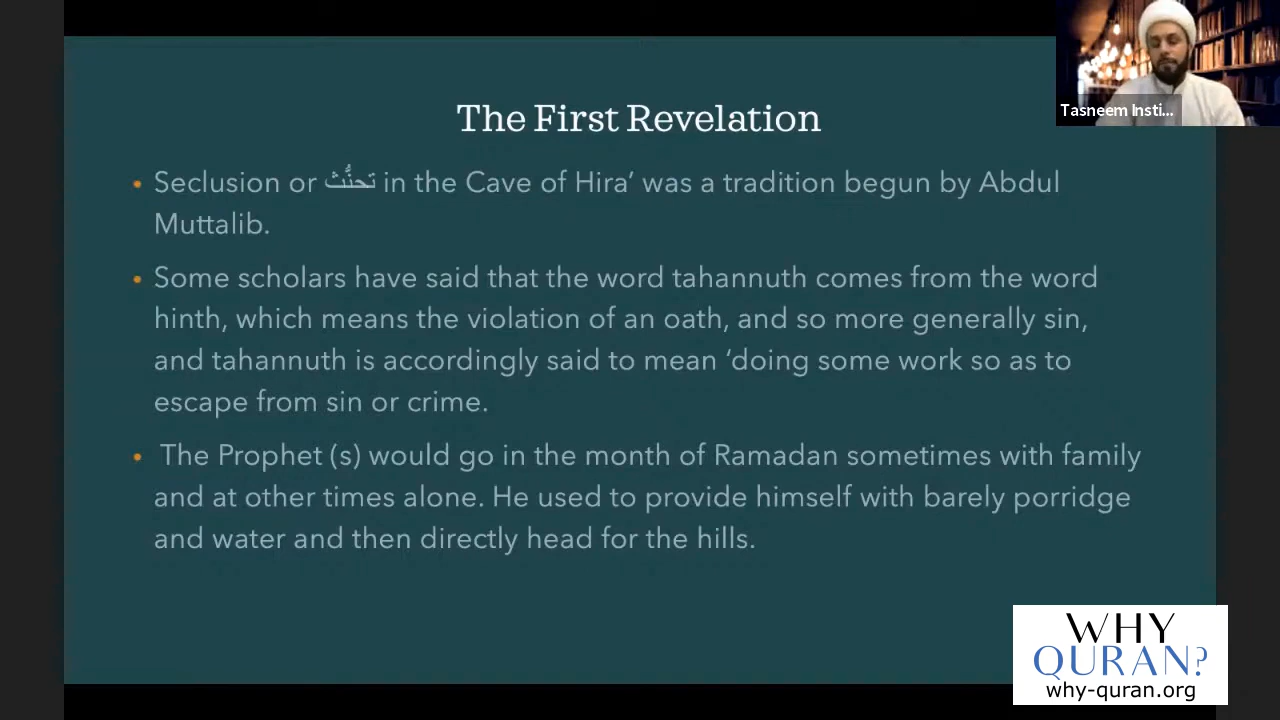 Tasneem Insti...
The First Revelation
• Seclusion or تحنُّث in the Cave of Hira’ was a tradition begun by Abdul
Muttalib.
• Some scholars have said that the word tahannuth comes from the word
hinth, which means the violation of an oath, and so more generally sin,
and tahannuth is accordingly said to mean ‘doing some work so as to
escape from sin or crime.
• The Prophet (s) would go in the month of Ramadan sometimes with family
and at other times alone. He used to provide himself with barely porridge
and water and then directly head for the hills.
WHY
QURAN?
why-quran.org